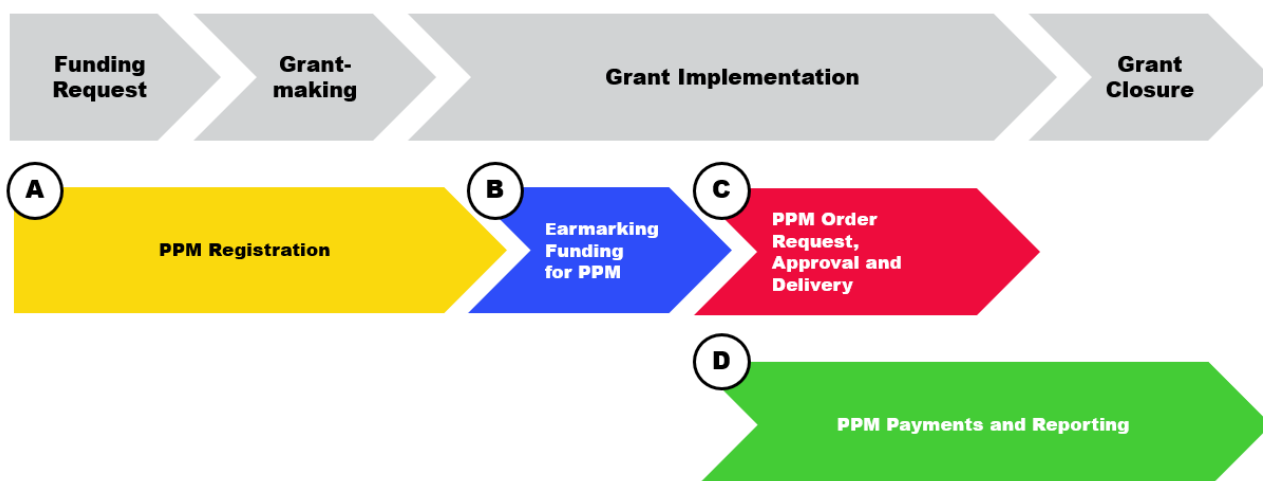 Funding
Request
Grant-
making
Grant Implementation
Grant
Closure
A
PPM Registration
B
Earmarking
Funding
for PPM
C
PPM Order
Request,
Approval and
Delivery
D
PPM Payments and Reporting